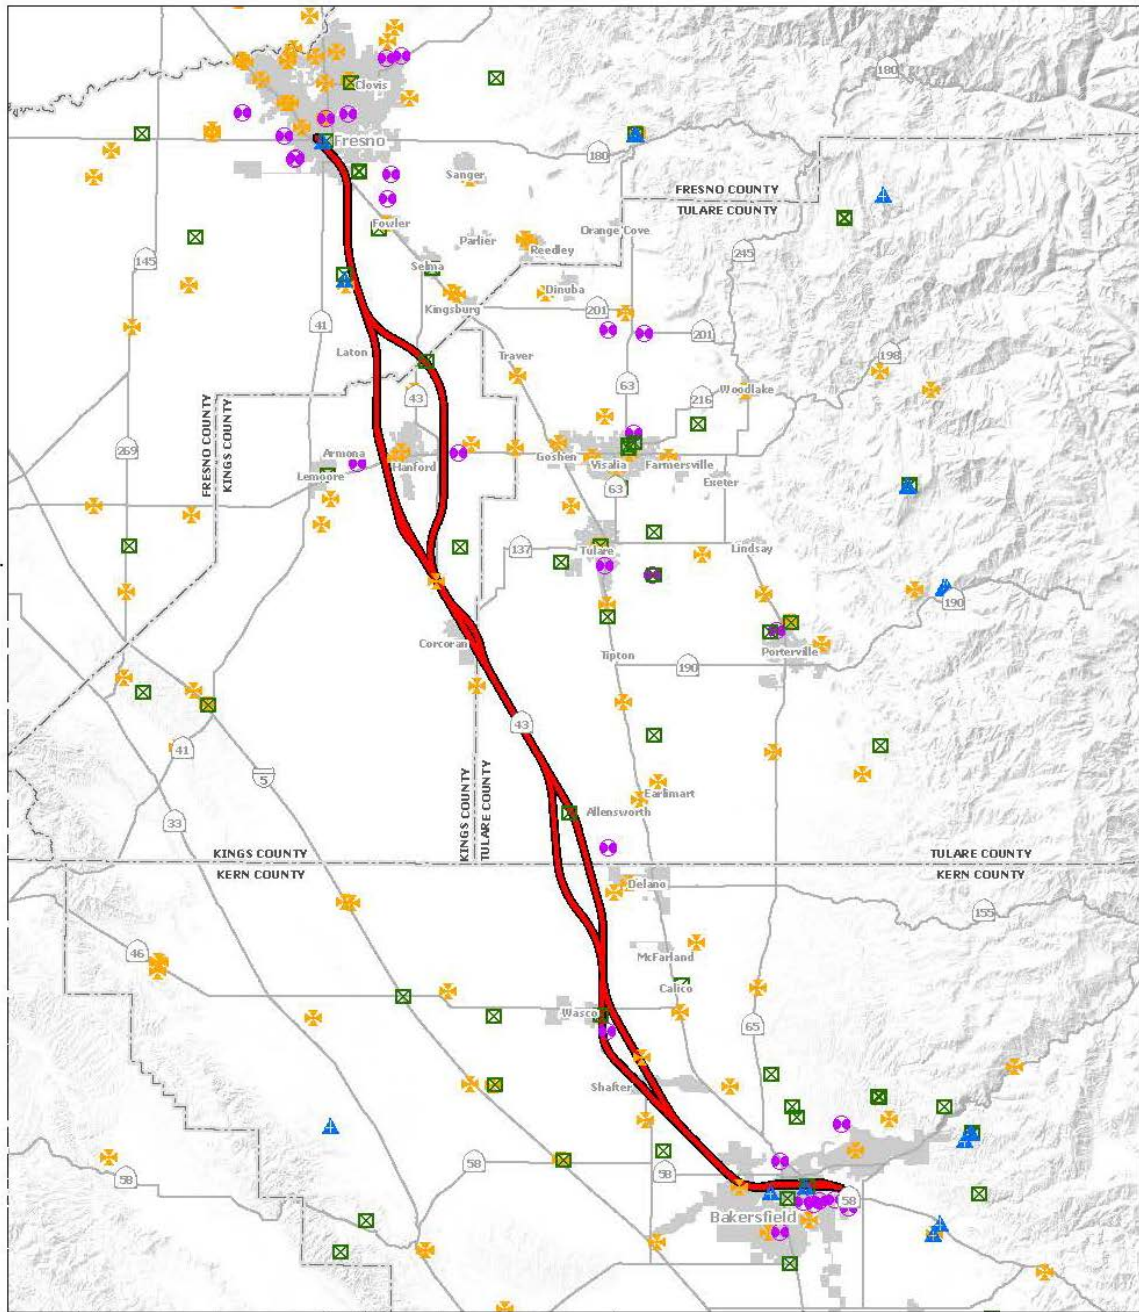 180
Clovis
Fresno
180
Sanger
FRESNO COUNTY
TULARE COUNTY
Fowler
Parlier
Orange Cove
Reedley
245
145
Selma
Dinuba
Kingsburg
201
41
201
Laton
Traver
198
63
Woodlake
43
216
FRESNO COUNTY
KINGS COUNTY
269
Armona
Goshen
Visalia
Farmersville
Hanford
Lemoore
Exeter
63
137
Tulare
Lindsay
190
Corcoran
Tipton
Porterville
190
43
41
5
Earlimart
Allensworth
33
KINGS COUNTY
TULARE COUNTY
KINGS COUNTY
KERN COUNTY
TULARE COUNTY
KERN COUNTY
Delano
155
46
McFarland
Calico
Wasco
65
Shafter
58
58
58
58
Bakersfield